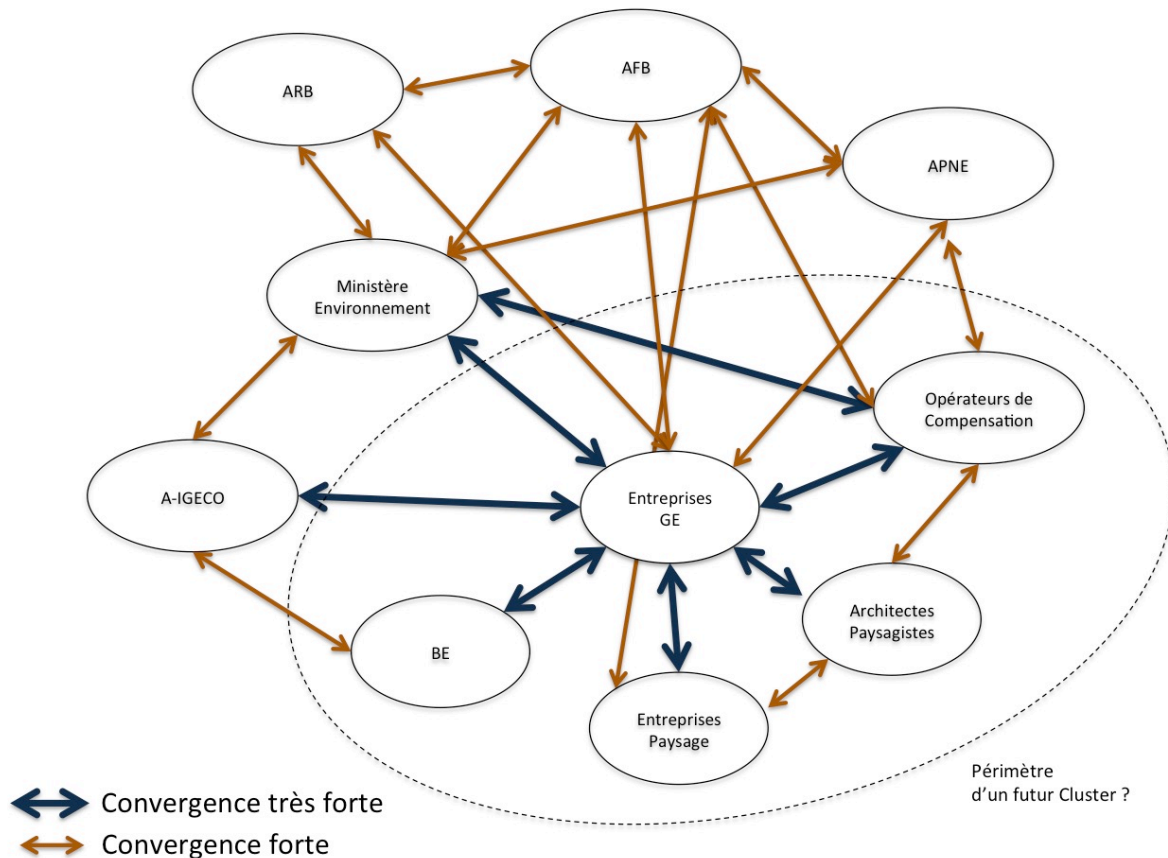 AFB
ARB
APNE
Ministère
Environnement
Opérateurs de
Compensation
A-IGECO
Entreprises
GE
Architectes
Paysagistes
BE
Entreprises
Paysage
Périmètre
d'un futur Cluster ?
Convergence très forte
Convergence forte